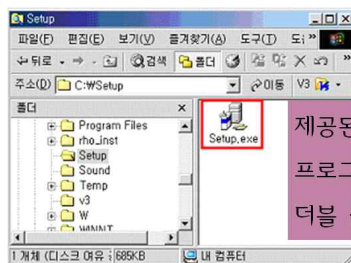 Setup
파일(F) 편집(E) 보기(V) 즐겨찾기(A) 도구(T)
뒤로 검색 폴더
주소(D) C:\Setup 이동 V3
폴더
Program Files
rho_inst
Setup
Sound
Temp
v3
W
WINNT
Setup.exe
제공된
프로그
더블
1 개체 (디스크 여유 685KB 내 컴퓨터